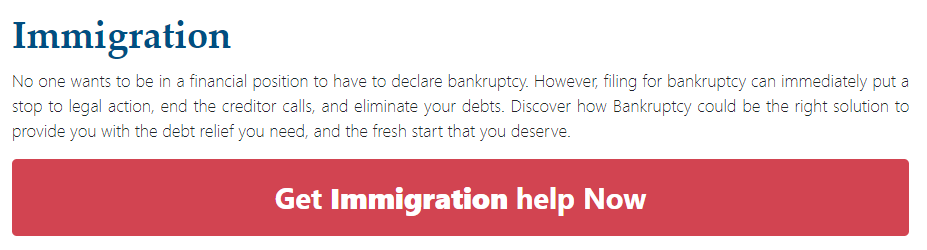 Immigration
No one wants to be in a financial position to have to declare bankruptcy. However, filing for bankruptcy can immediately put a
stop to legal action, end the creditor calls, and eliminate your debts. Discover how Bankruptcy could be the right solution to
provide you with the debt relief you need, and the fresh start that you deserve.
Get Immigration help Now